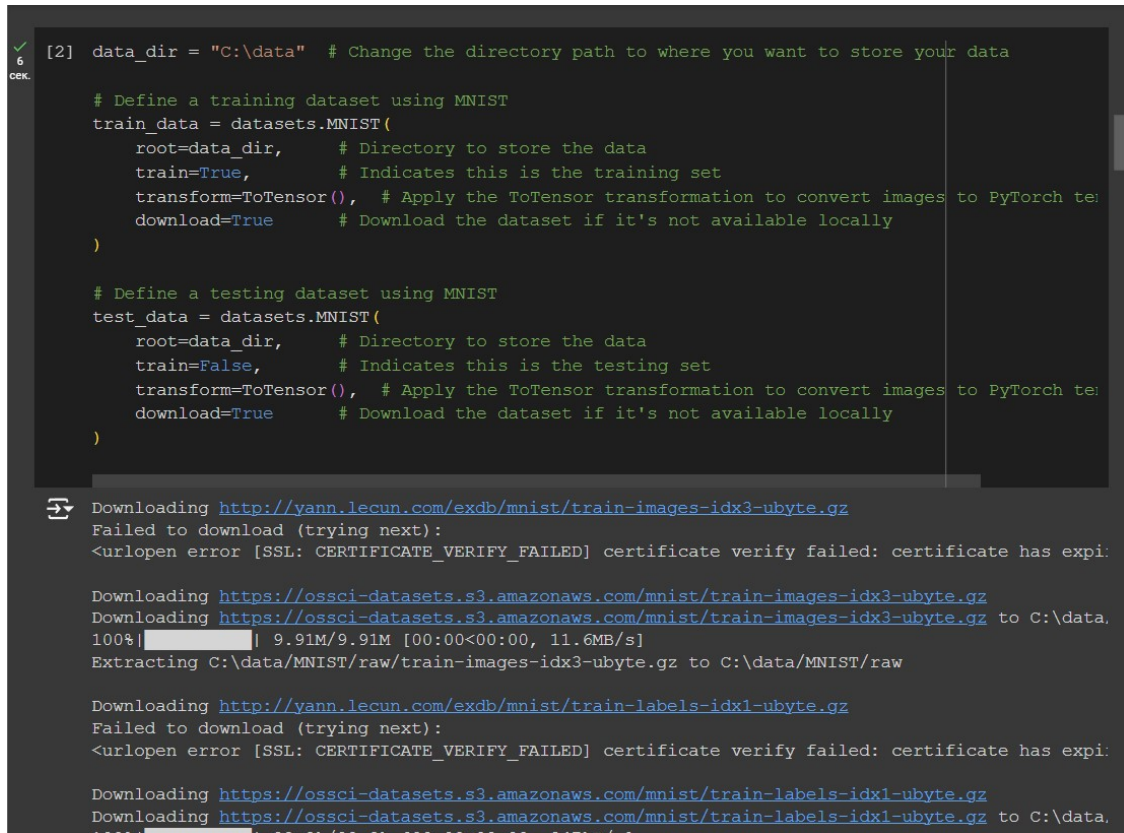 6
сек.
[2] data_dir = "C:\data"  # Change the directory path to where you want to store your data
# Define a training dataset using MNIST
train_data = datasets.MNIST(
    root=data_dir,      # Directory to store the data
    train=True,         # Indicates this is the training set
    transform=ToTensor(),  # Apply the ToTensor transformation to convert images to PyTorch
    download=True       # Download the dataset if it's not available locally
)
# Define a testing dataset using MNIST
test_data = datasets.MNIST(
    root=data_dir,      # Directory to store the data
    train=False,        # Indicates this is the testing set
    transform=ToTensor(),  # Apply the ToTensor transformation to convert images to PyTorch
    download=True       # Download the dataset if it's not available locally
)
Downloading http://yann.lecun.com/exdb/mnist/train-images-idx3-ubyte.gz
Failed to download (trying next):
<urlopen error [SSL: CERTIFICATE_VERIFY_FAILED] certificate verify failed: certificate has
Downloading https://ossci-datasets.s3.amazonaws.com/mnist/train-images-idx3-ubyte.gz
Downloading https://ossci-datasets.s3.amazonaws.com/mnist/train-images-idx3-ubyte.gz to C:\data/
100%| | 9.91M/9.91M [00:00<00:00, 11.6MB/s]
Extracting C:\data/MNIST/raw/train-images-idx3-ubyte.gz to C:\data/MNIST/raw
Downloading http://yann.lecun.com/exdb/mnist/train-labels-idx1-ubyte.gz
Failed to download (trying next):
<urlopen error [SSL: CERTIFICATE_VERIFY_FAILED] certificate verify failed: certificate has
Downloading https://ossci-datasets.s3.amazonaws.com/mnist/train-labels-idx1-ubyte.gz
Downloading https://ossci-datasets.s3.amazonaws.com/mnist/train-labels-idx1-ubyte.gz to C:\data/